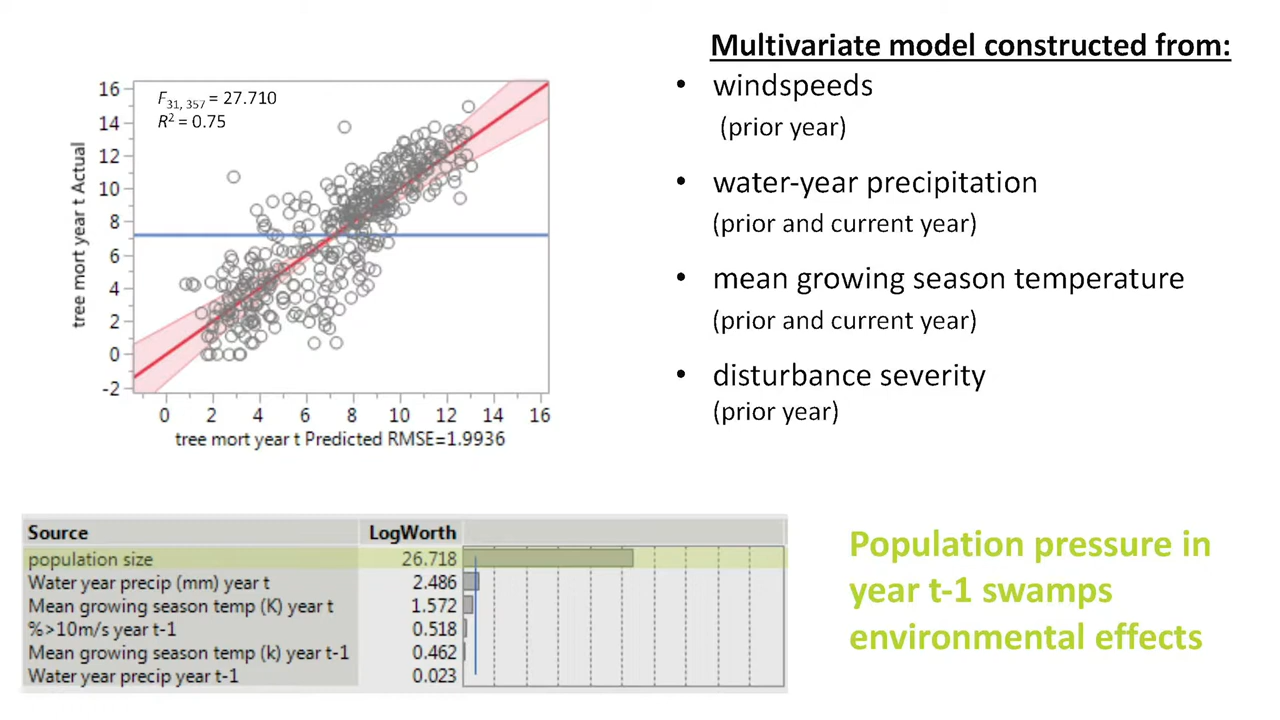 Multivariate model constructed from:
• windspeeds
(prior year)
• water-year precipitation
(prior and current year)
• mean growing season temperature
(prior and current year)
• disturbance severity
(prior year)
F31, 357 = 27.710
R2 = 0.75
tree mort year t Actual
16
14
12
10
8
6
4
2
0
-2
0 2 4 6 8 10 12 14 16
tree mort year t Predicted RMSE=1.9936
Source LogWorth
population size 26.718
Water year precip (mm) year t 2.486
Mean growing season temp (K) year t 1.572
%>10m/s year t-1 0.518
Mean growing season temp (k) year t-1 0.462
Water year precip year t-1 0.023
Population pressure in
year t-1 swamps
environmental effects